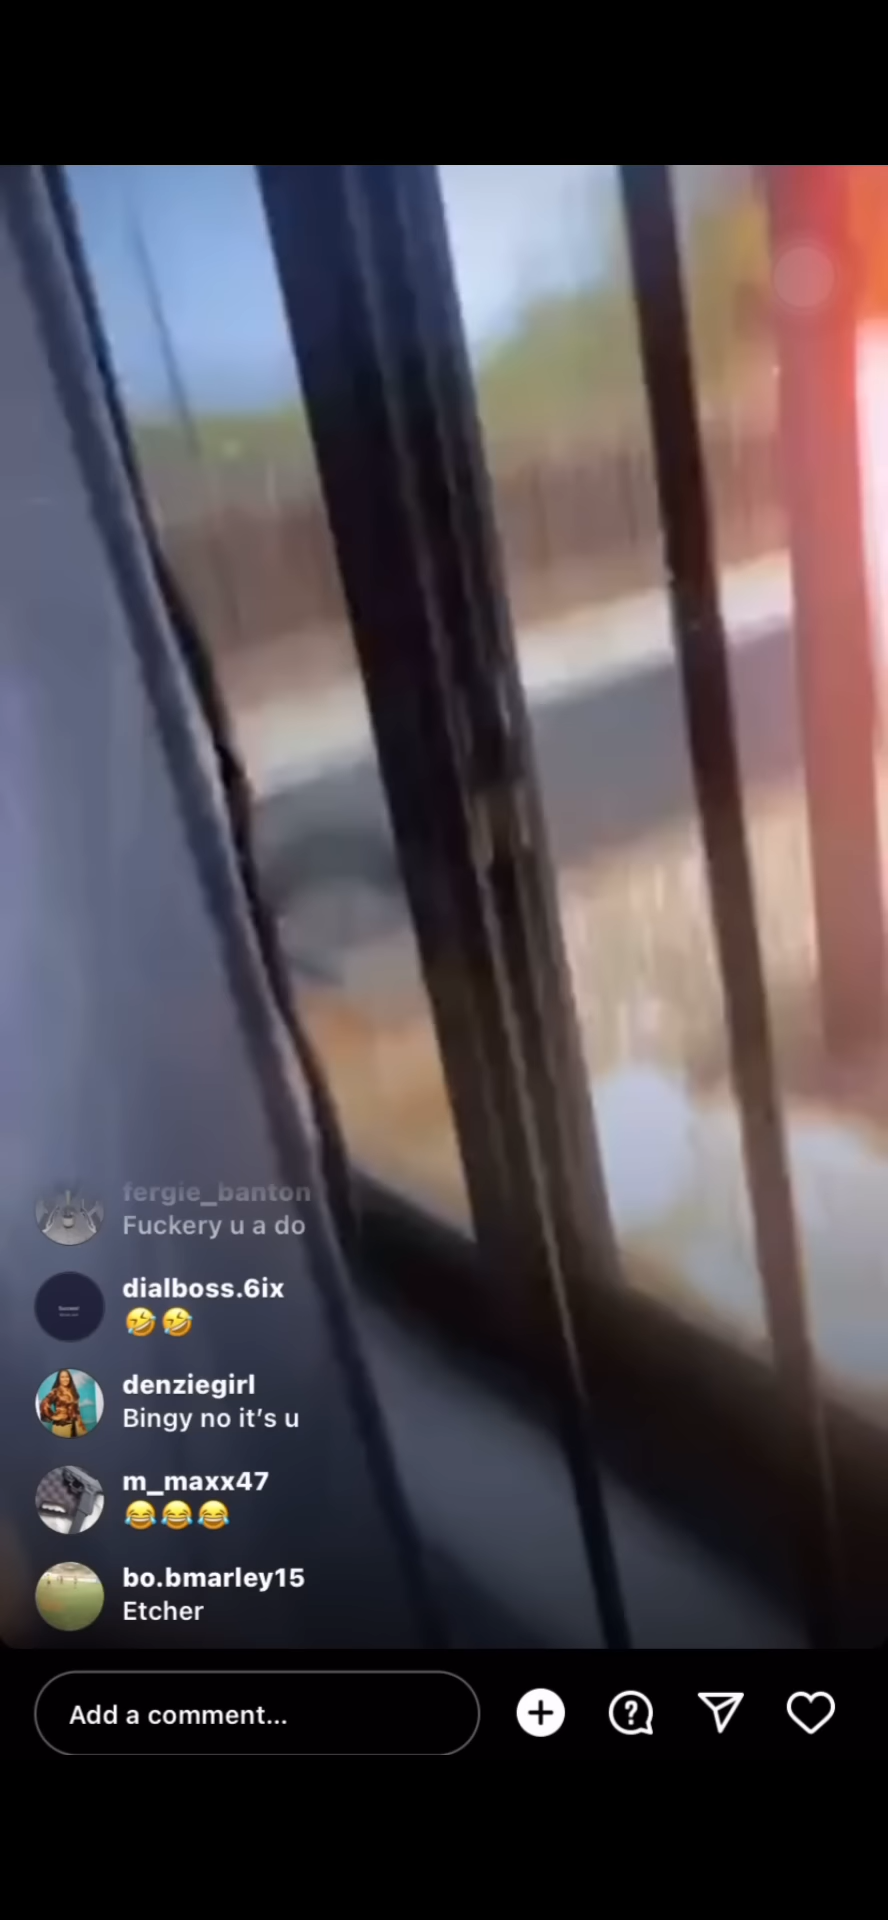 fergie_banton
Fuckery u a do
dialboss.6ix
🤣🤣
denziegirl
Bingy no it’s u
m_maxx47
😂😂😂
bo.bmarley15
Etcher
Add a comment...